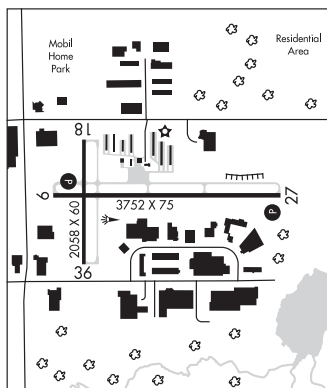 Mobil
Home
Park
Residential
Area
18
P
9
3752 X 75
27
P
2058 X 60
36